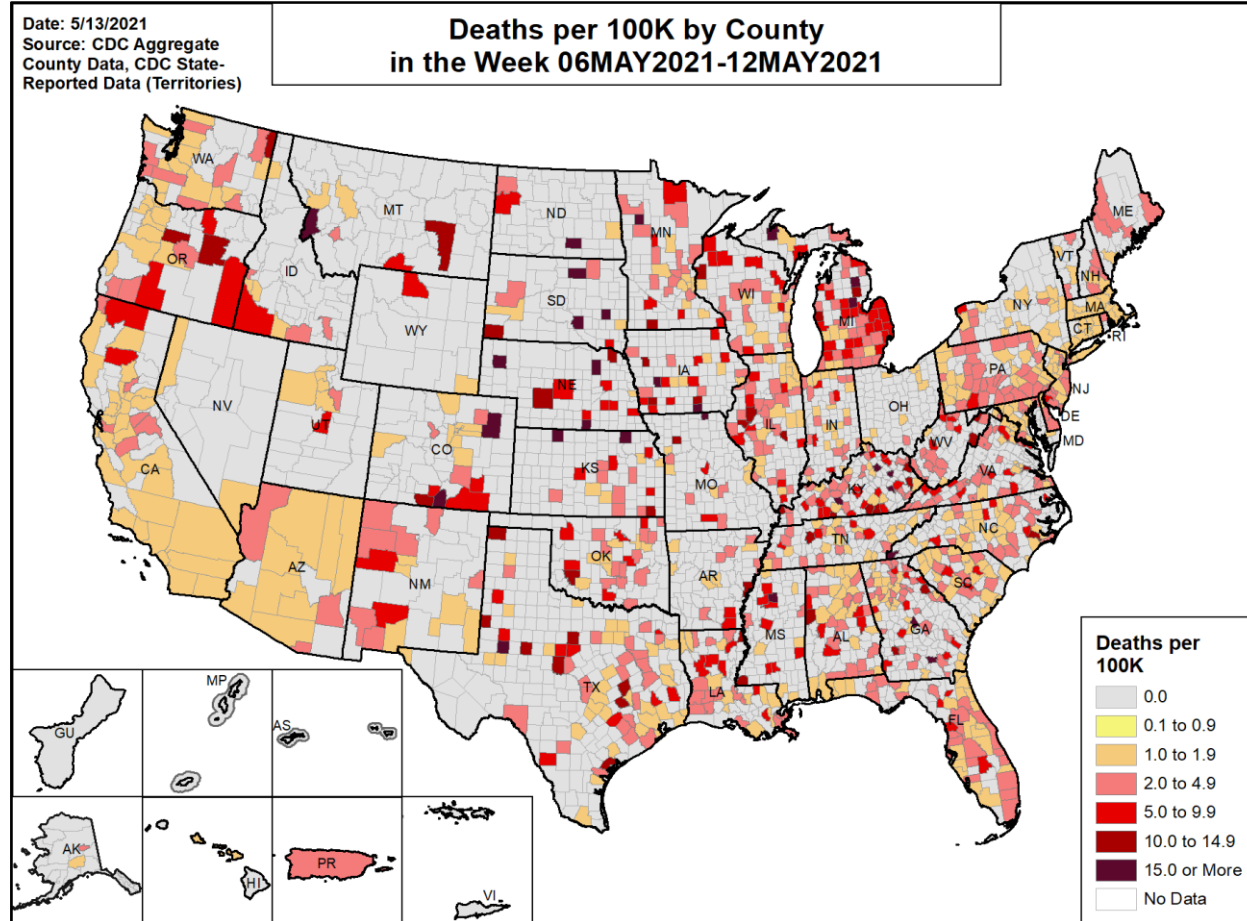 Date: 5/13/2021
Source: CDC Aggregate
County Data, CDC State-
Reported Data (Territories)
Deaths per 100K by County
in the Week 06MAY2021-12MAY2021
WA
MT
ND
MN
ME
OR
ID
SD
WI
MI
VT
NH
NY
MA
CT
RI
WY
IA
NE
PA
NJ
NV
UT
CO
IL
IN
OH
DE
MD
WV
VA
CA
KS
MO
KY
AZ
NM
OK
AR
TN
NC
SC
MS
AL
GA
TX
LA
FL
GU
MP
AS
AK
HI
PR
VI
Deaths per
100K
0.0
0.1 to 0.9
1.0 to 1.9
2.0 to 4.9
5.0 to 9.9
10.0 to 14.9
15.0 or More
No Data